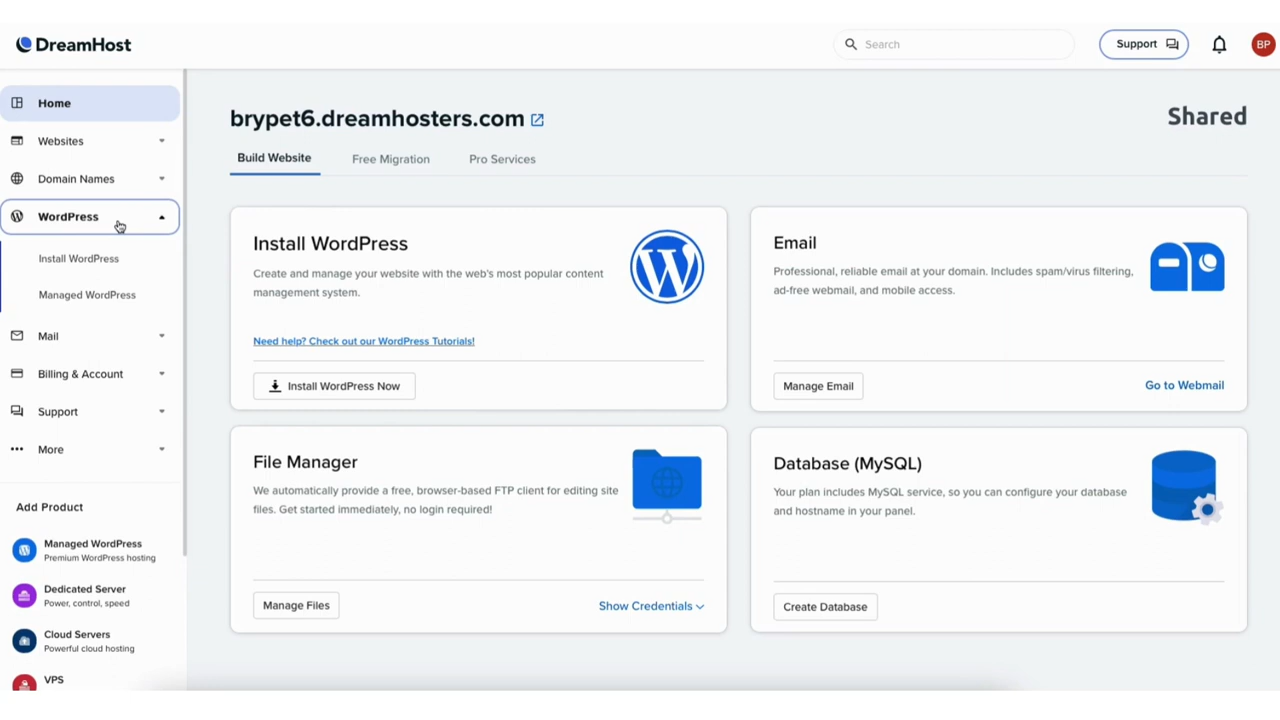 DreamHost
Search
Support
BP
Home
Websites
Domain Names
WordPress
Install WordPress
Managed WordPress
Mail
Billing & Account
Support
More
Add Product
Managed WordPress
Premium WordPress hosting
Dedicated Server
Power, control, speed
Cloud Servers
Powerful cloud hosting
VPS
brypet6.dreamhosters.com
Shared
Build Website
Free Migration
Pro Services
Install WordPress
Create and manage your website with the web's most popular content
management system.
Need help? Check out our WordPress Tutorials!
Install WordPress Now
Email
Professional, reliable email at your domain. Includes spam/virus filtering,
ad-free webmail, and mobile access.
Manage Email
Go to Webmail
File Manager
We automatically provide a free, browser-based FTP client for editing site
files. Get started immediately, no login required!
Manage Files
Show Credentials
Database (MySQL)
Your plan includes MySQL service, so you can configure your database
and hostname in your panel.
Create Database